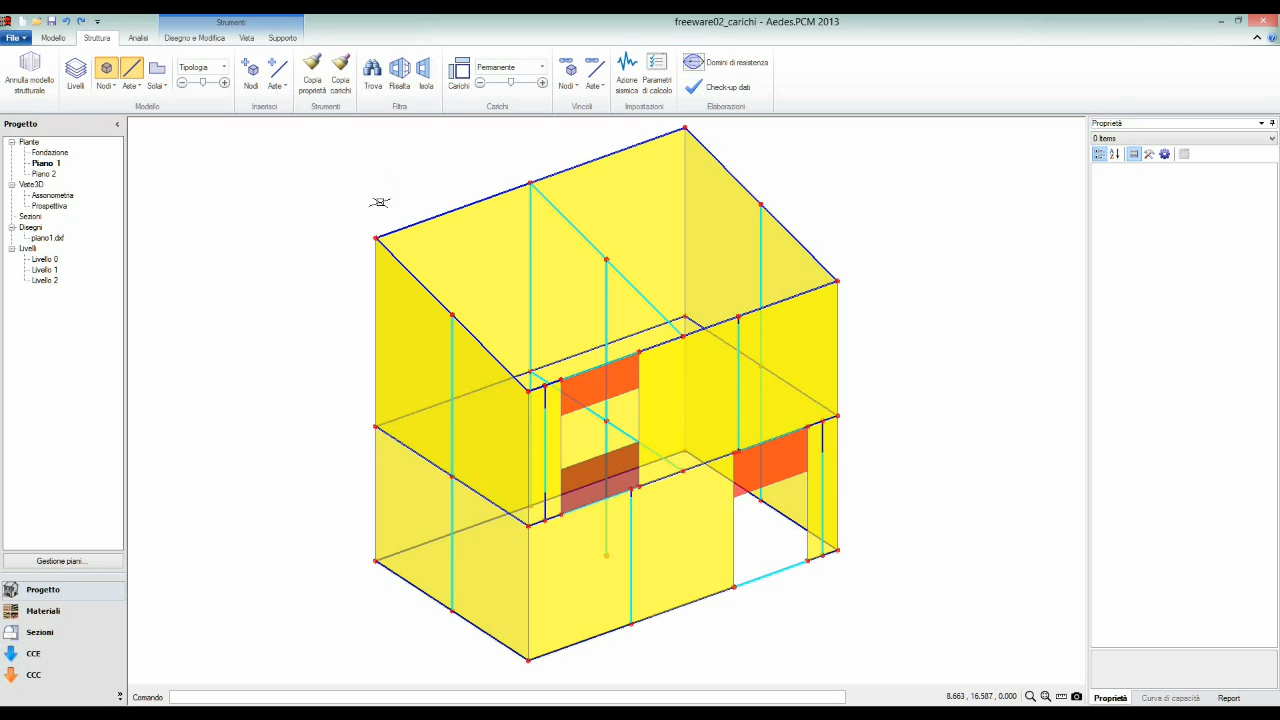 Strumenti
freeware02_carichi - Aedes.PCM 2013
File
Modello
Struttura
Analisi
Disegno e Modifica
Vista
Supporto
Annulla modello
strutturale
Livelli
Nodi
Aste
Solai
Tipologia
Nodi
Aste
Copia
proprietà
Copia
carichi
Trova
Risalta
Isola
Carichi
Permanente
Nodi
Aste
Azione
sismica
Parametri
di calcolo
Domini di resistenza
Check-up dati
Modello
Inserisci
Strumenti
Filtra
Carichi
Vincoli
Impostazioni
Elaborazioni
Progetto
Piante
Fondazione
Piano 1
Piano 2
Viste3D
Assonometria
Prospettiva
Sezioni
Disegni
piano1.dxf
Livelli
Livello 0
Livello 1
Livello 2
Gestione piani...
Progetto
Materiali
Sezioni
CCE
CCC
Proprietà
0 Items
Comando
8.663 , 16.587 , 0.000
Proprietà
Curva di capacità
Report